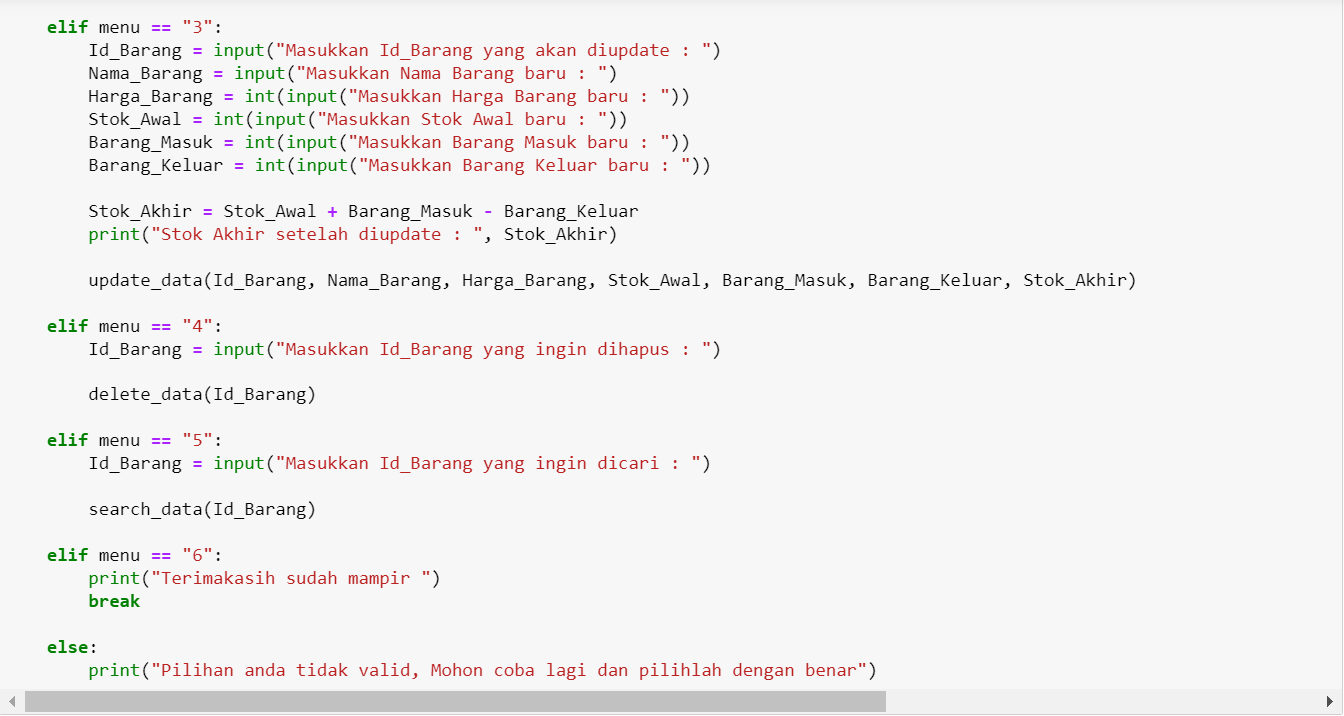 elif menu == "3":
    Id_Barang = input("Masukkan Id_Barang yang akan diupdate : ")
    Nama_Barang = input("Masukkan Nama Barang baru : ")
    Harga_Barang = int(input("Masukkan Harga Barang baru : "))
    Stok_Awal = int(input("Masukkan Stok Awal baru : "))
    Barang_Masuk = int(input("Masukkan Barang Masuk baru : "))
    Barang_Keluar = int(input("Masukkan Barang Keluar baru : "))

    Stok_Akhir = Stok_Awal + Barang_Masuk - Barang_Keluar
    print("Stok Akhir setelah diupdate : ", Stok_Akhir)

    update_data(Id_Barang, Nama_Barang, Harga_Barang, Stok_Awal, Barang_Masuk, Barang_Keluar, Stok_Akhir)

elif menu == "4":
    Id_Barang = input("Masukkan Id_Barang yang ingin dihapus : ")

    delete_data(Id_Barang)

elif menu == "5":
    Id_Barang = input("Masukkan Id_Barang yang ingin dicari : ")

    search_data(Id_Barang)

elif menu == "6":
    print("Terimakasih sudah mampir ")
    break

else:
    print("Pilihan anda tidak valid, Mohon coba lagi dan pilihlah dengan benar")